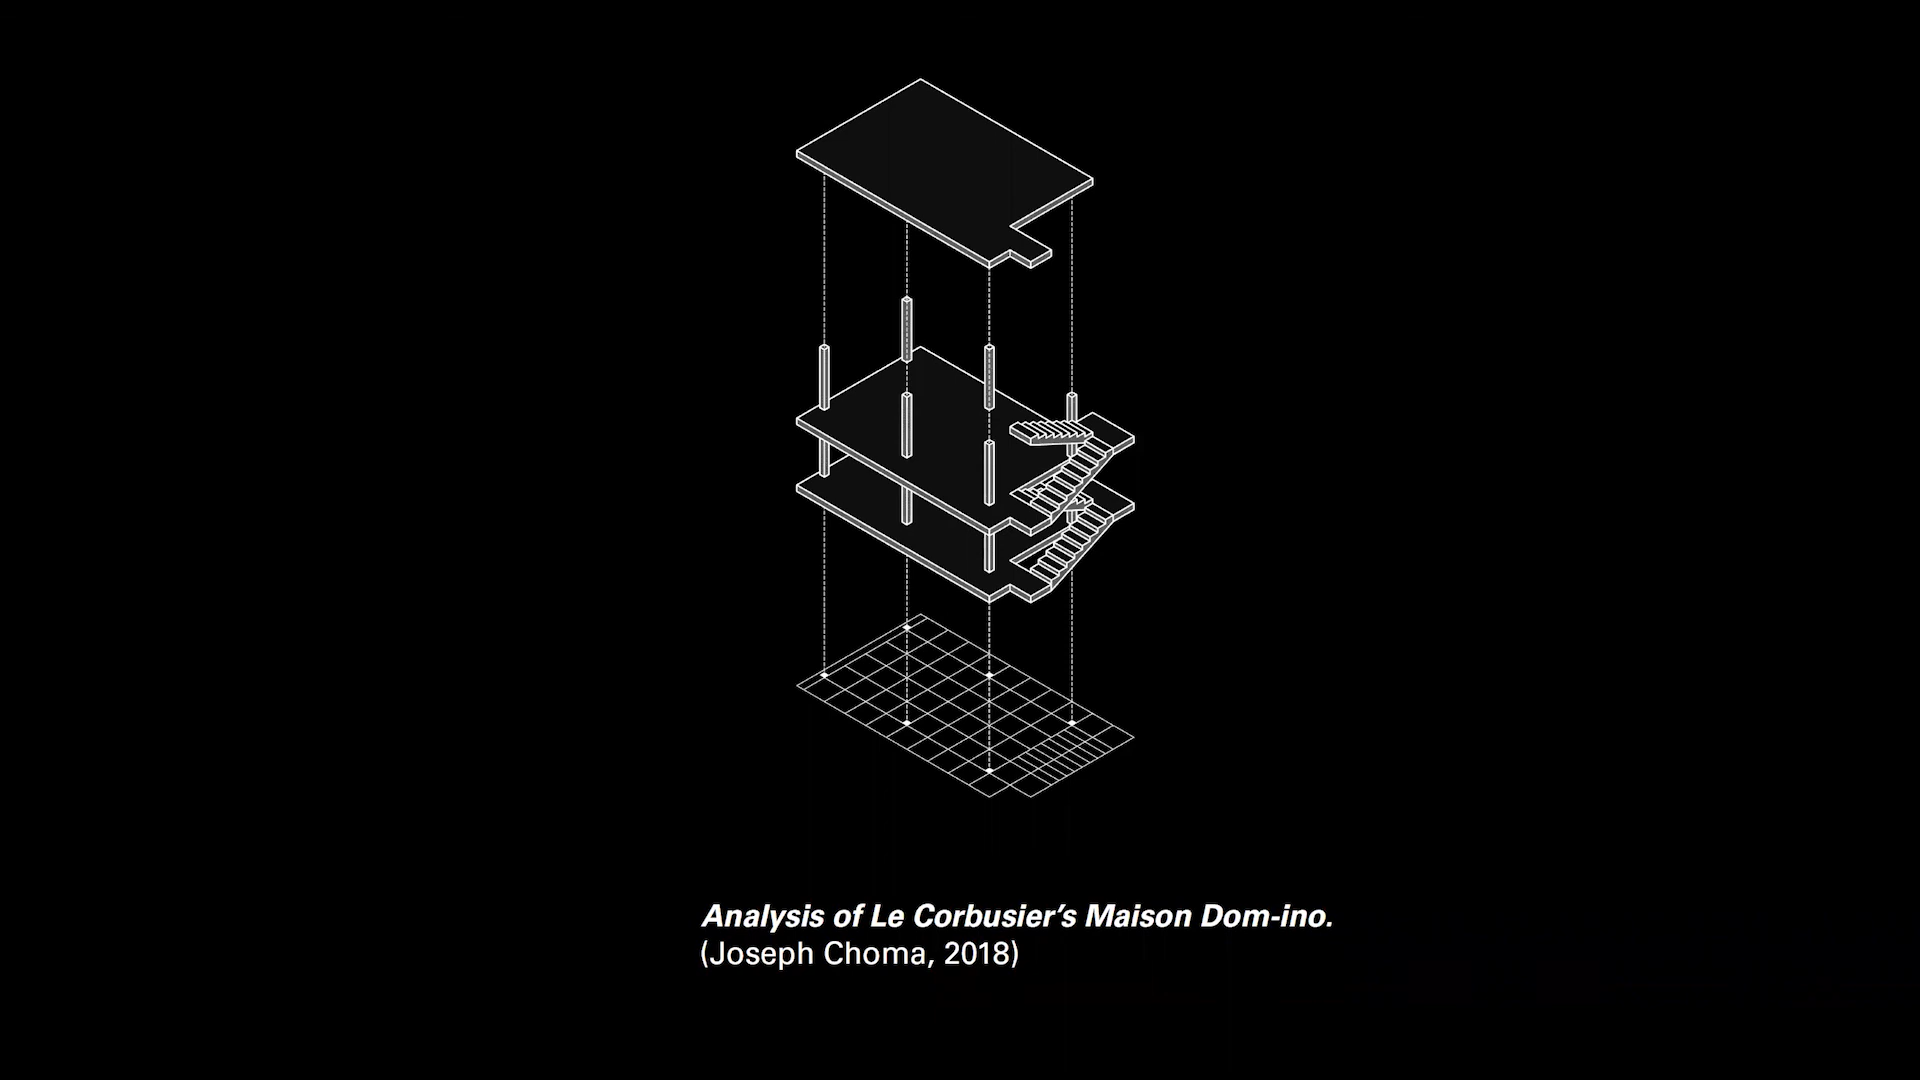 Analysis of Le Corbusier’s Maison Dom-ino.
(Joseph Choma, 2018)